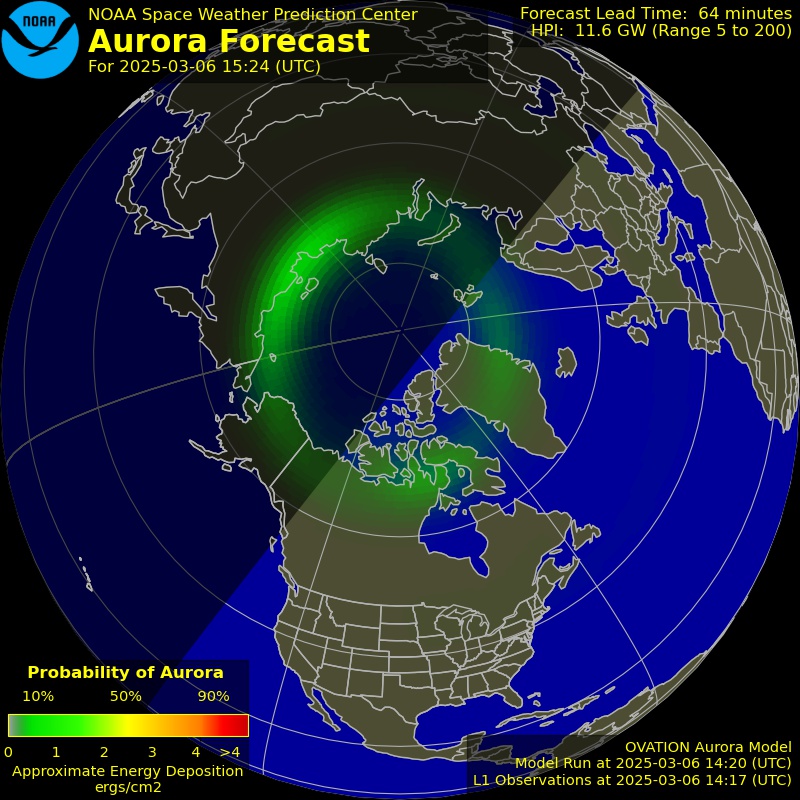 NOAA
NOAA Space Weather Prediction Center
Aurora Forecast
For 2025-03-06 15:24 (UTC)
Forecast Lead Time: 64 minutes
HPI: 11.6 GW (Range 5 to 200)
Probability of Aurora
10% 50% 90%
0 1 2 3 4 >4
Approximate Energy Deposition
ergs/cm2
OVATION Aurora Model
Model Run at 2025-03-06 14:20 (UTC)
L1 Observations at 2025-03-06 14:17 (UTC)